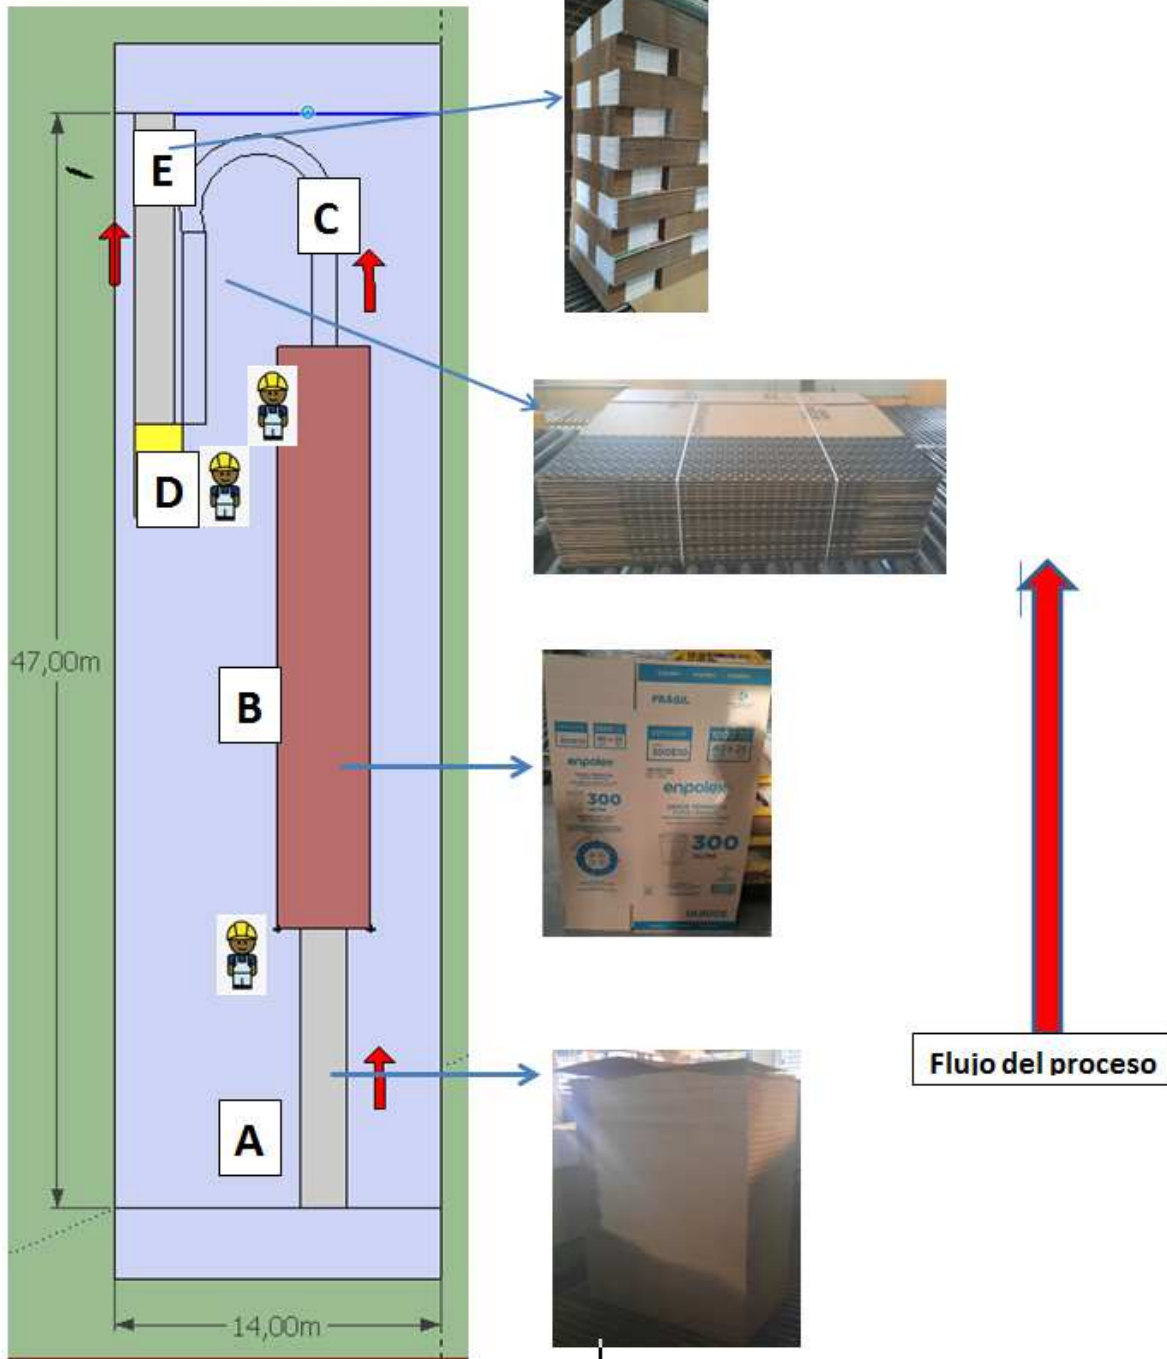 E
C
D
47,00m
B
FRÁGIL
enpolex
enpolex
300
300
Flujo del proceso
A
14,00m